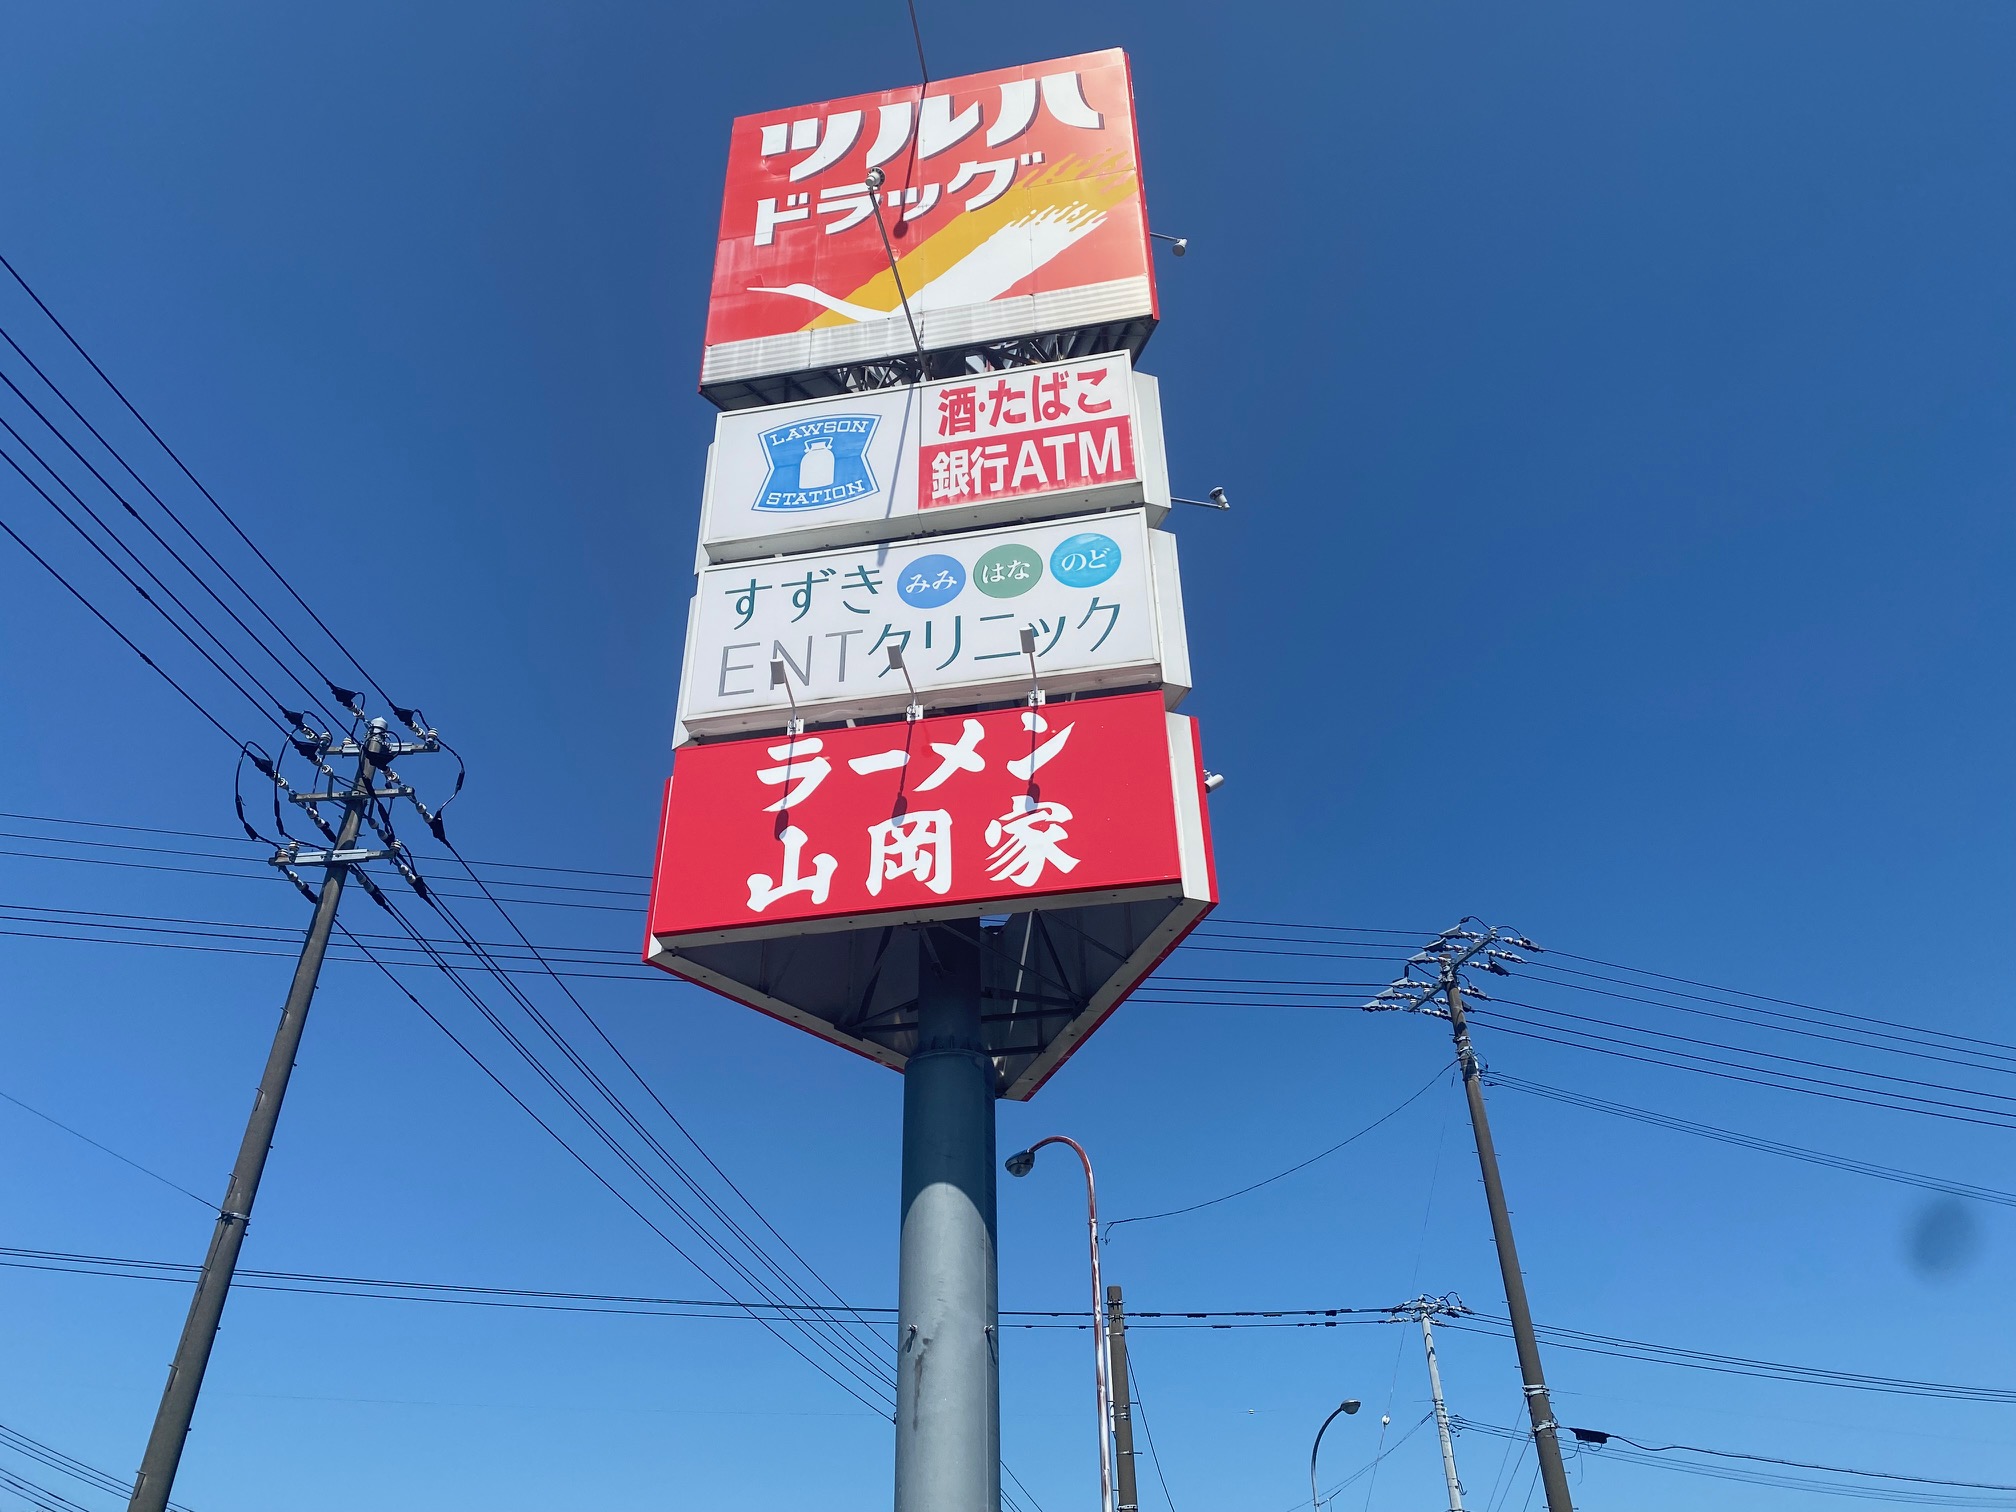 ツルハ
ドラッグ
LAWSON
STATION
酒・たばこ
銀行ATM
すずき みみ はな のど
ENTクリニック
ラーメン
山岡家